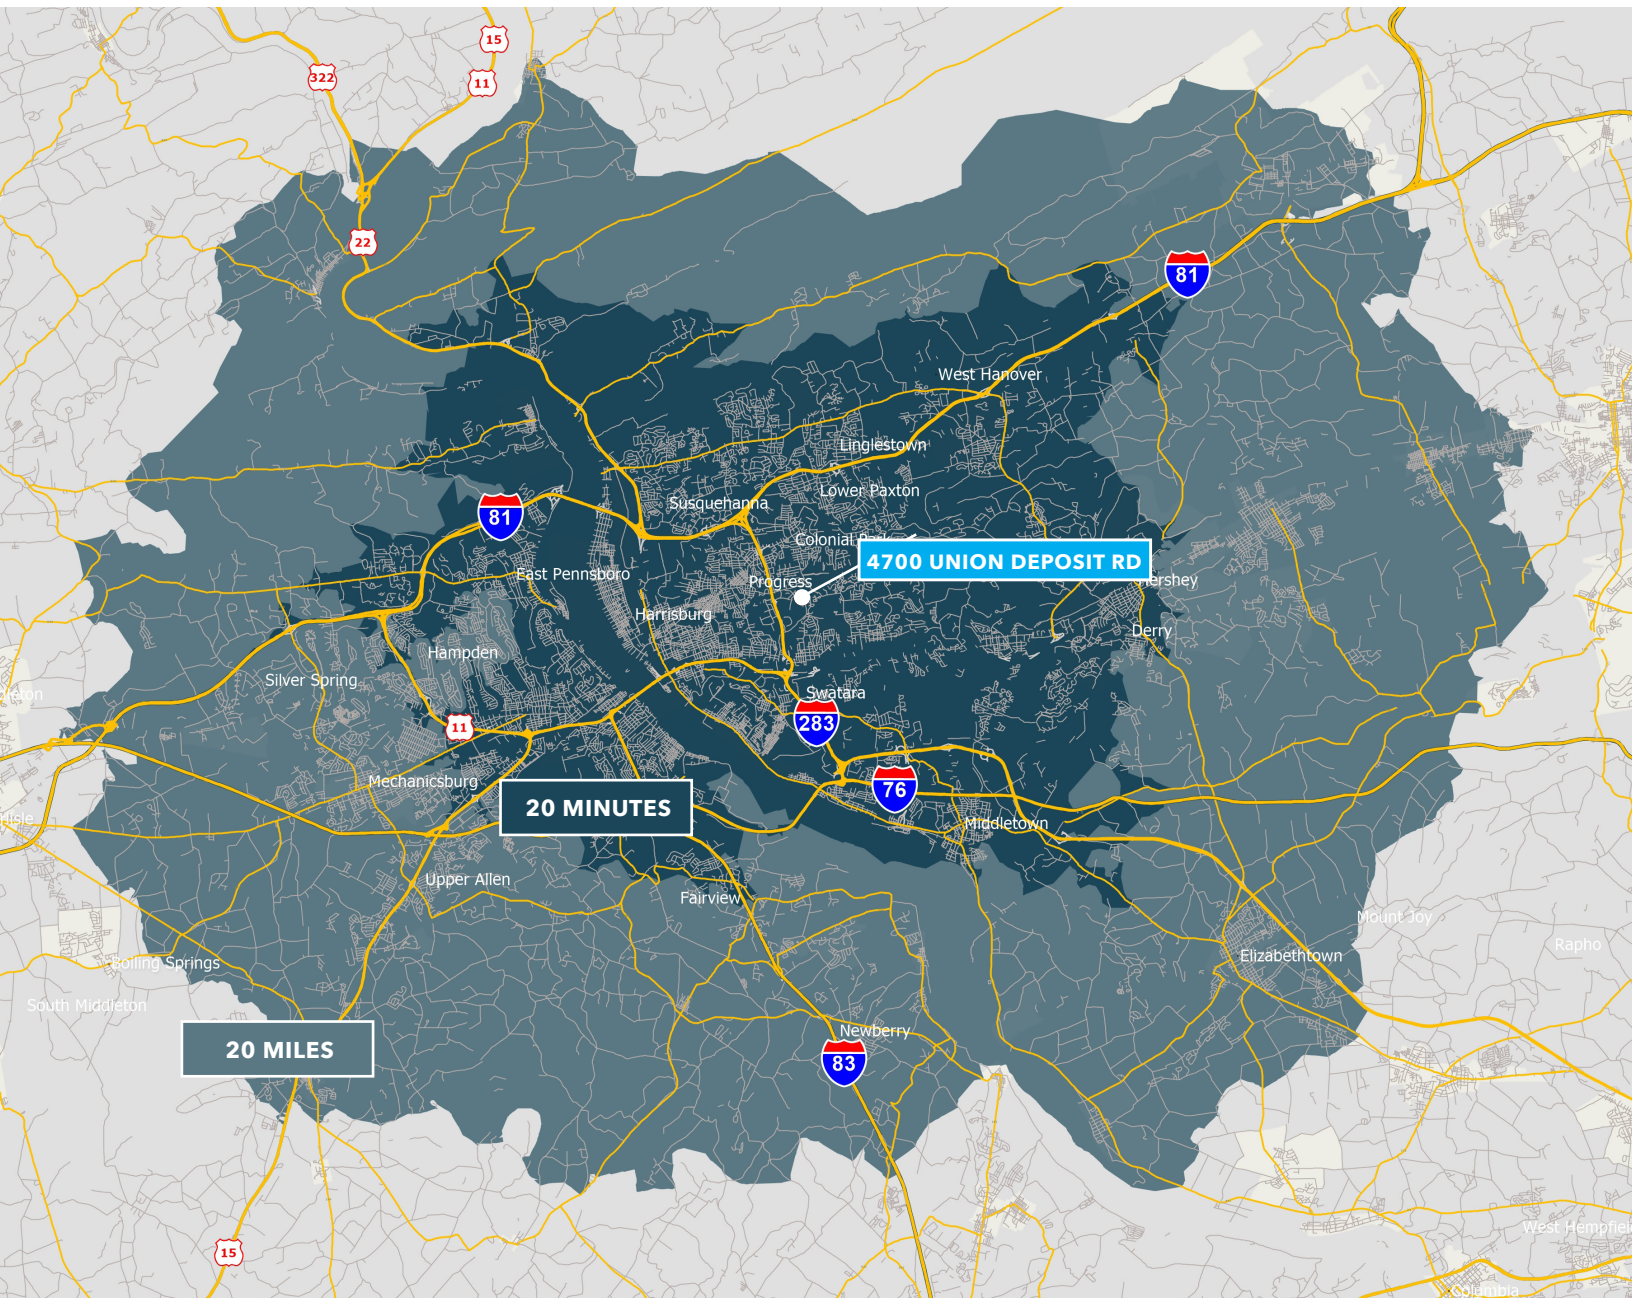 15
322
11
22
81
West Hanover
Linglestown
Lower Paxton
Susquehanna
81
Colonial Park
4700 UNION DEPOSIT RD
East Pennsboro
Progress
Hershey
Harrisburg
Derry
Hampden
Silver Spring
Swatara
11
283
Mechanicsburg
76
20 MINUTES
Middletown
Upper Allen
Fairview
Mount Joy
Rapho
Elizabethtown
Boiling Springs
South Middleton
Newberry
20 MILES
83
West Hempfiel
15
Columbia